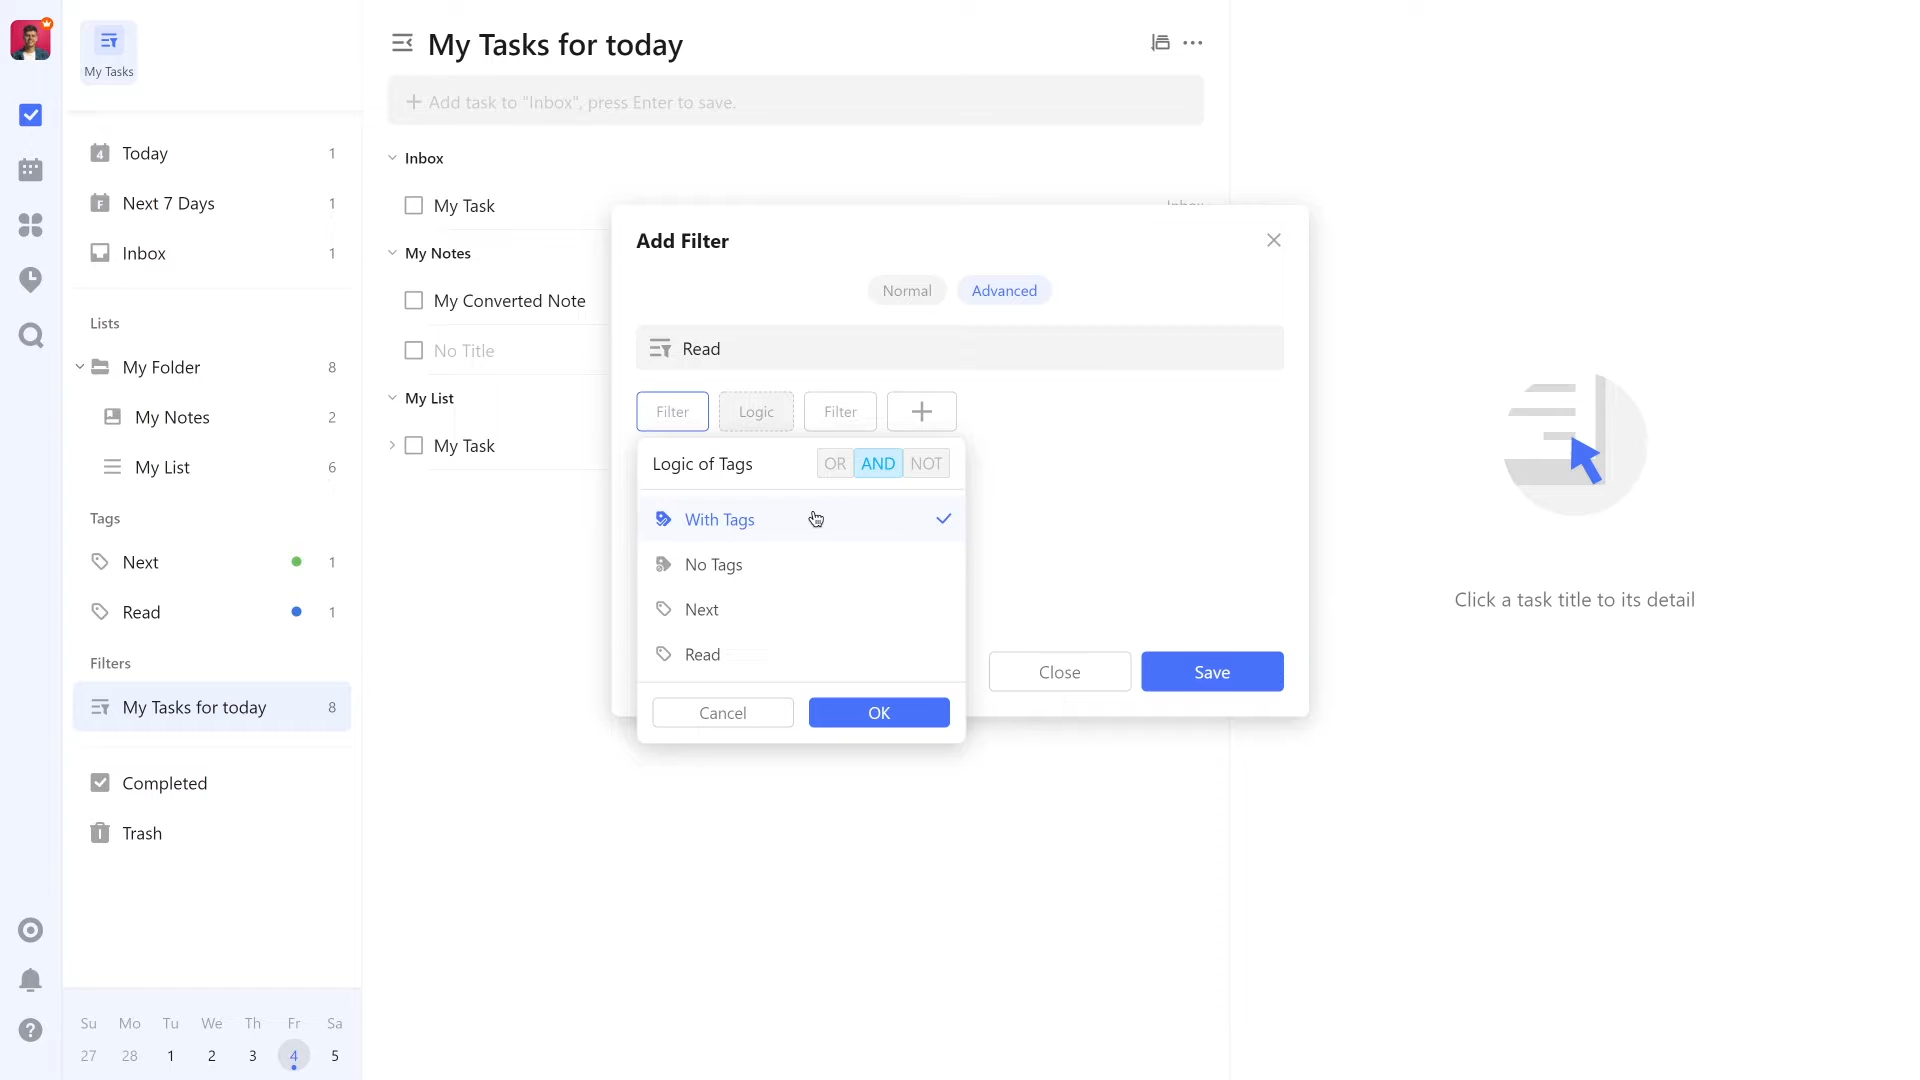 My Tasks
Today 1
Next 7 Days 1
Inbox 1
Lists
My Folder 8
My Notes 2
My List 6
Tags
Next 1
Read 1
Filters
My Tasks for today 8
Completed
Trash
Su Mo Tu We Th Fr Sa
27 28 1 2 3 4 5
My Tasks for today
Add task to "Inbox", press Enter to save.
Inbox
My Task
Inbox
My Notes
My Converted Note
No Title
My List
My Task
Add Filter
Normal Advanced
Read
Filter Logic Filter
Logic of Tags OR AND NOT
With Tags
No Tags
Next
Read
Cancel OK
Close Save
Click a task title to its detail